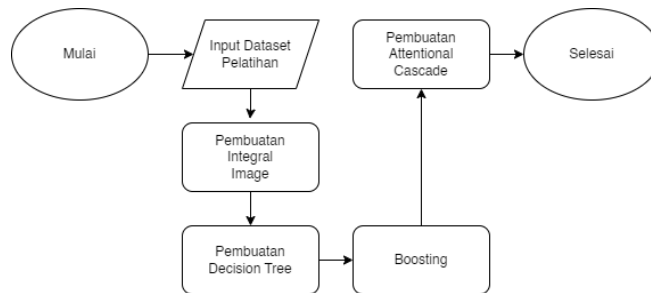 Mulai
Input Dataset
Pelatihan
Pembuatan
Integral
Image
Pembuatan
Decision Tree
Boosting
Pembuatan
Attentional
Cascade
Selesai